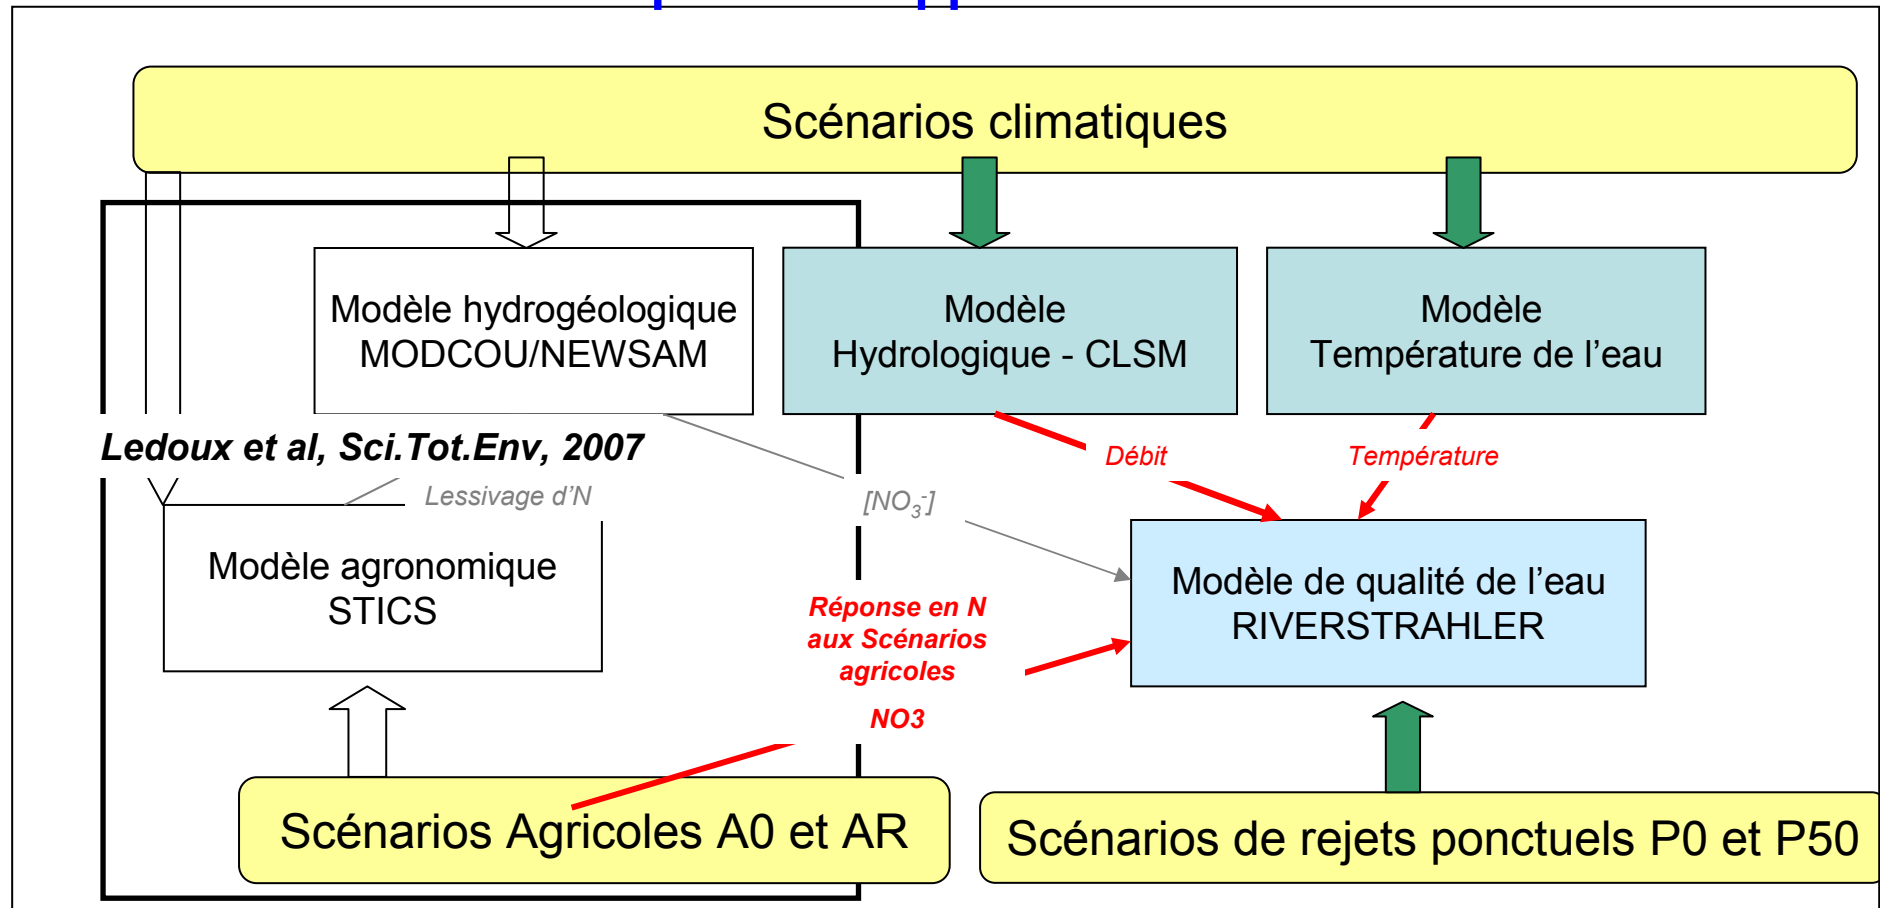 Scénarios climatiques
Modèle hydrogéologique
MODCOU/NEWSAM
Modèle
Hydrologique - CLSM
Modèle
Température de l’eau
Ledoux et al, Sci.Tot.Env, 2007
Débit
Température
Lessivage d’N
[NO3-]
Modèle agronomique
STICS
Réponse en N
aux Scénarios
agricoles
NO3
Modèle de qualité de l’eau
RIVERSTRAHLER
Scénarios Agricoles A0 et AR
Scénarios de rejets ponctuels P0 et P50